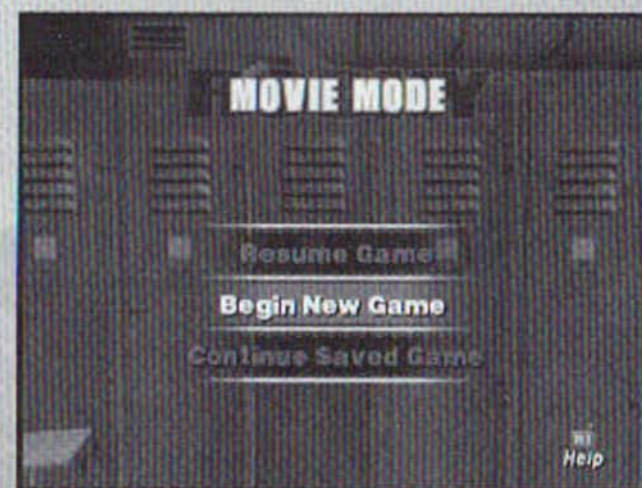 MOVIE MODE
Resume Game
Begin New Game
Continue Saved Game
Help